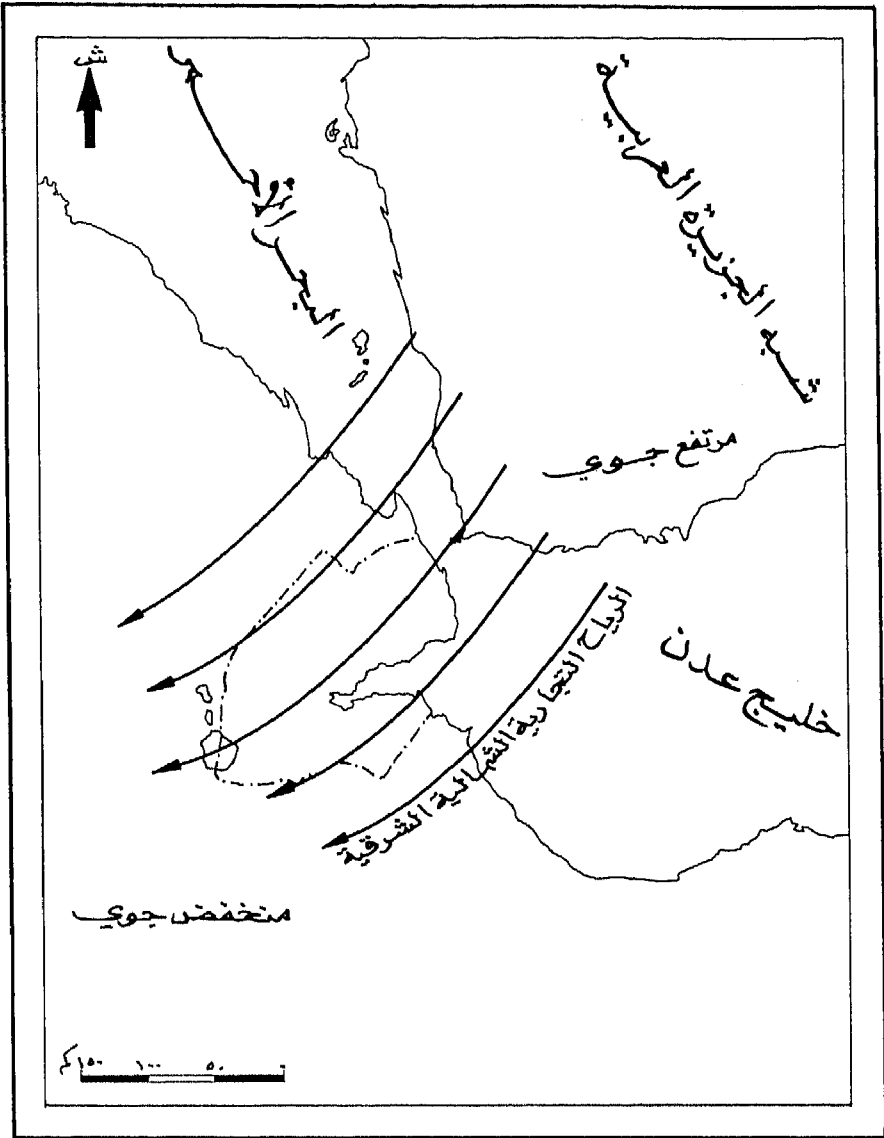 ش
البحر الأحمر
شبه الجزيرة العربية
مرتفع جوي
خليج عدن
الرياح التجارية الشمالية الشرقية
منخفض جوي
٠ ٥٠ ١٠٠ ١٥٠ كم